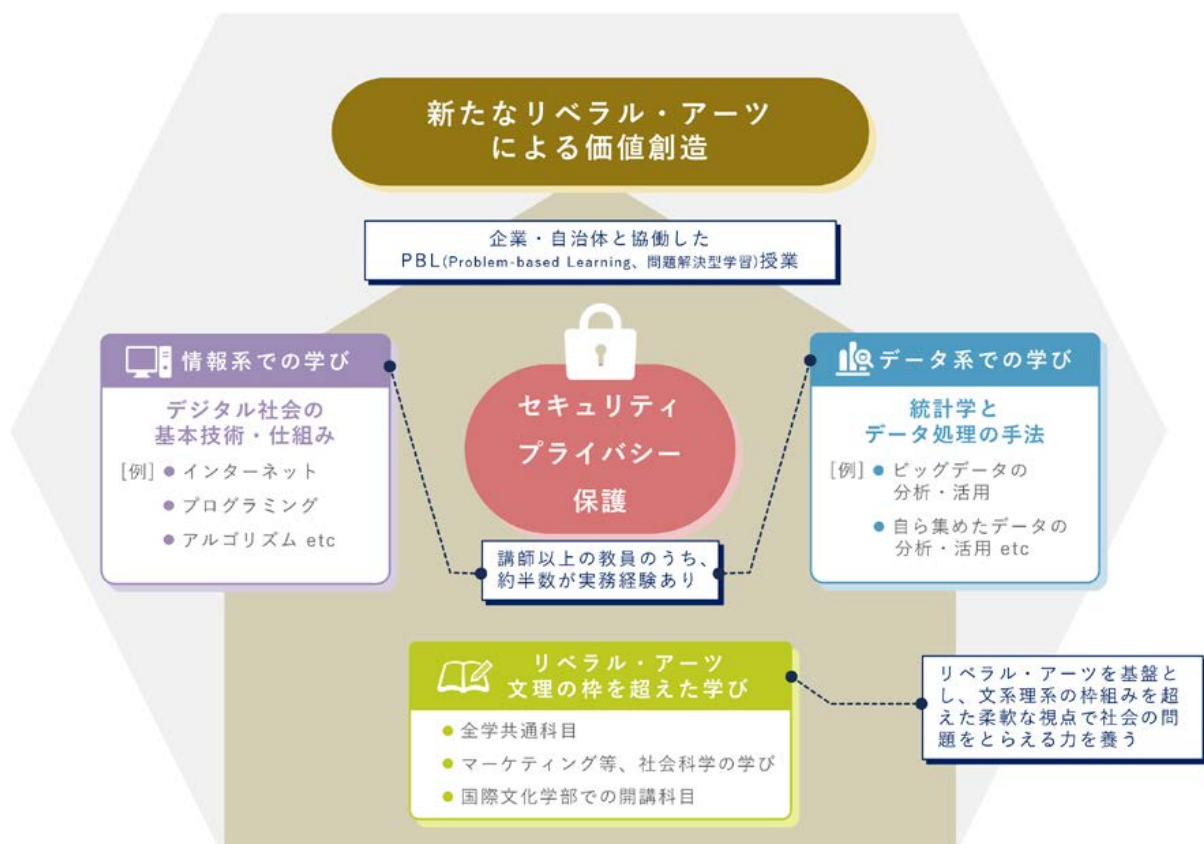 新たなリベラル・アーツ
による価値創造
企業・自治体と協働した
PBL(Problem-based Learning、問題解決型学習)授業
情報系での学び
デジタル社会の
基本技術・仕組み
[例] ● インターネット
● プログラミング
● アルゴリズム etc
セキュリティ
プライバシー
保護
データ系での学び
統計学と
データ処理の手法
[例] ● ビッグデータの
分析・活用
● 自ら集めたデータの
分析・活用 etc
講師以上の教員のうち、
約半数が実務経験あり
リベラル・アーツ
文理の枠を超えた学び
● 全学共通科目
● マーケティング等、社会科学の学び
● 国際文化学部での開講科目
リベラル・アーツを基盤と
し、文系理系の枠組みを超
えた柔軟な視点で社会の問
題をとらえる力を養う